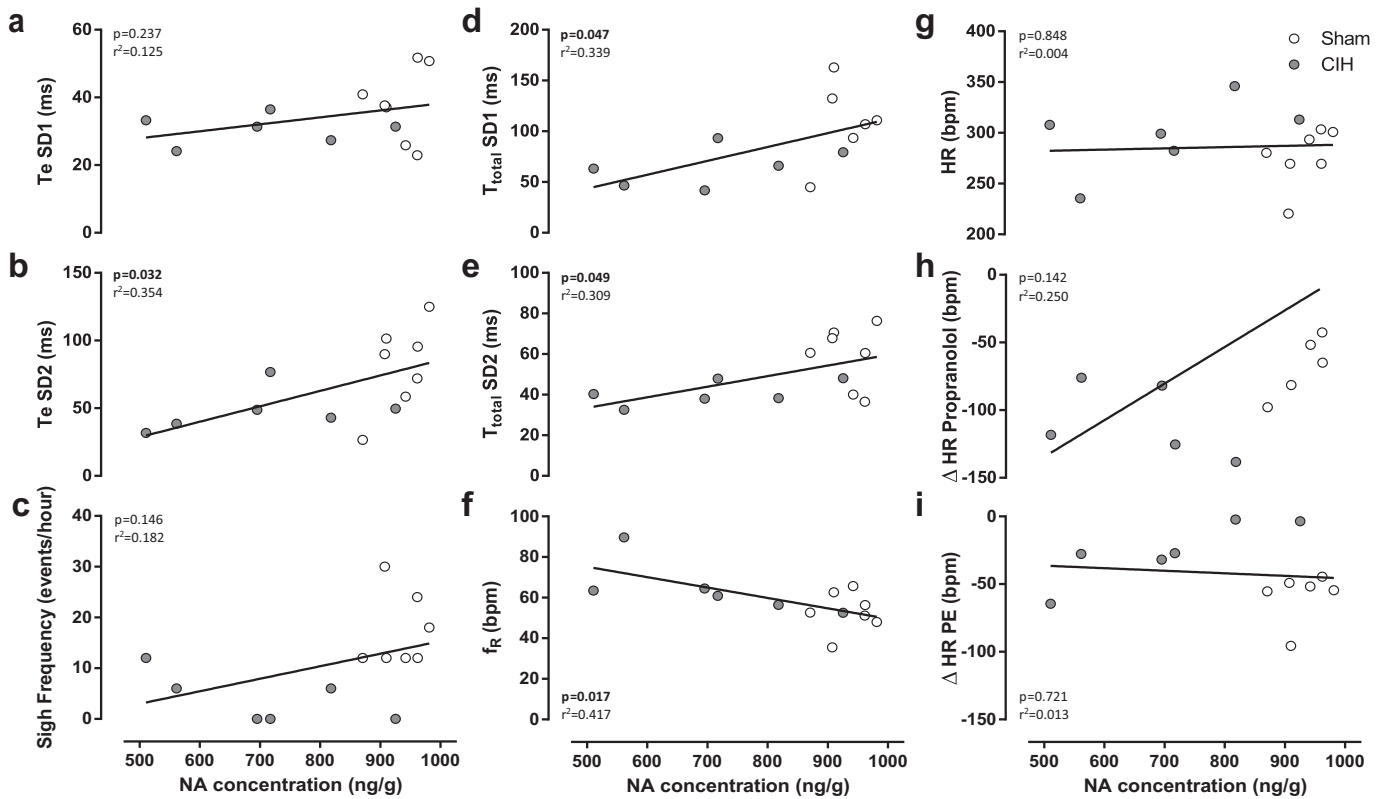 a
p=0.237
r²=0.125
Te SD1 (ms)
60
40
20
0
b
p=0.032
r²=0.354
Te SD2 (ms)
150
100
50
0
c
p=0.146
r²=0.182
Sigh Frequency (events/hour)
40
30
20
10
0
500 600 700 800 900 1000
NA concentration (ng/g)
d
p=0.047
r²=0.339
T_total SD1 (ms)
200
150
100
50
0
e
p=0.049
r²=0.309
T_total SD2 (ms)
80
60
40
20
0
f
f_R (bpm)
100
80
60
40
20
0
p=0.017
r²=0.417
500 600 700 800 900 1000
NA concentration (ng/g)
g
p=0.848
r²=0.004
Sham
CIH
HR (bpm)
400
350
300
250
200
h
p=0.142
r²=0.250
Δ HR Propranolol (bpm)
0
-50
-100
-150
i
Δ HR PE (bpm)
0
-50
-100
-150
p=0.721
r²=0.013
500 600 700 800 900 1000
NA concentration (ng/g)